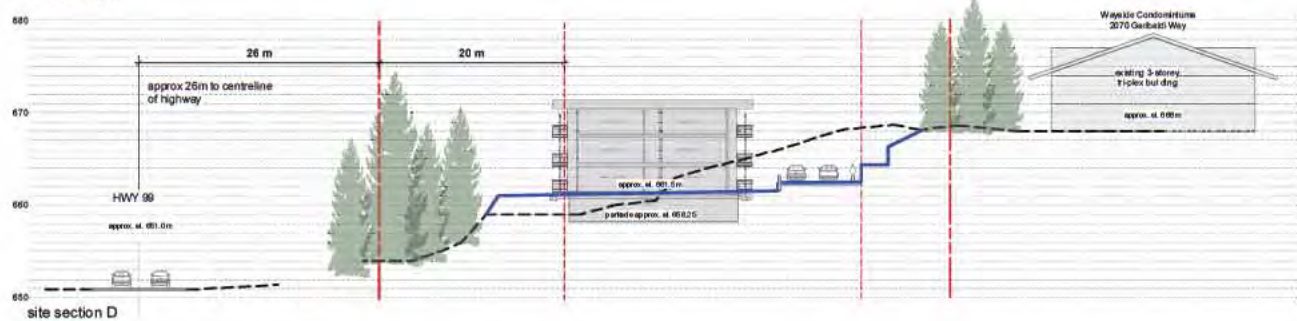 680
26 m
20 m
Wayside Condominiums
2070 Garibaldi Way
approx 26m to centreline
of highway
existing 3-storey
tri-plex building
670
approx. el. 668m
approx. el. 661.5m
HWY 99
660
parkade approx. el. 658.25
approx. el. 651.0m
650
site section D